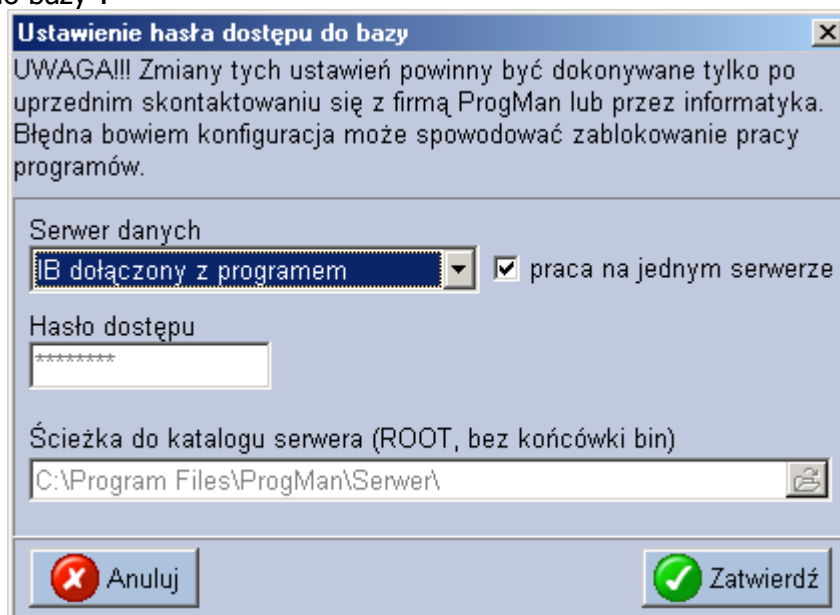 Ustawienie hasła dostępu do bazy
UWAGA!!! Zmiany tych ustawień powinny być dokonywane tylko po
uprzednim skontaktowaniu się z firmą ProgMan lub przez informatyka.
Błędna bowiem konfiguracja może spowodować zablokowanie pracy
programów.
Serwer danych
IB dołączony z programem
praca na jednym serwerze
Hasło dostępu
********
Ścieżka do katalogu serwera (ROOT, bez końcówki bin)
C:\Program Files\ProgMan\Serwer\
Anuluj
Zatwierdź